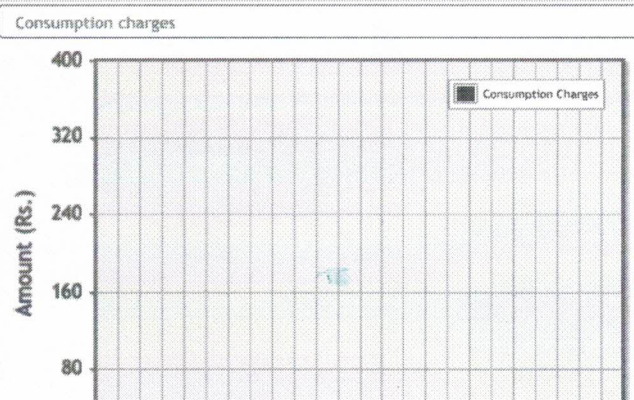 Consumption charges
400
Consumption Charges
320
240
Amount (Rs.)
160
80